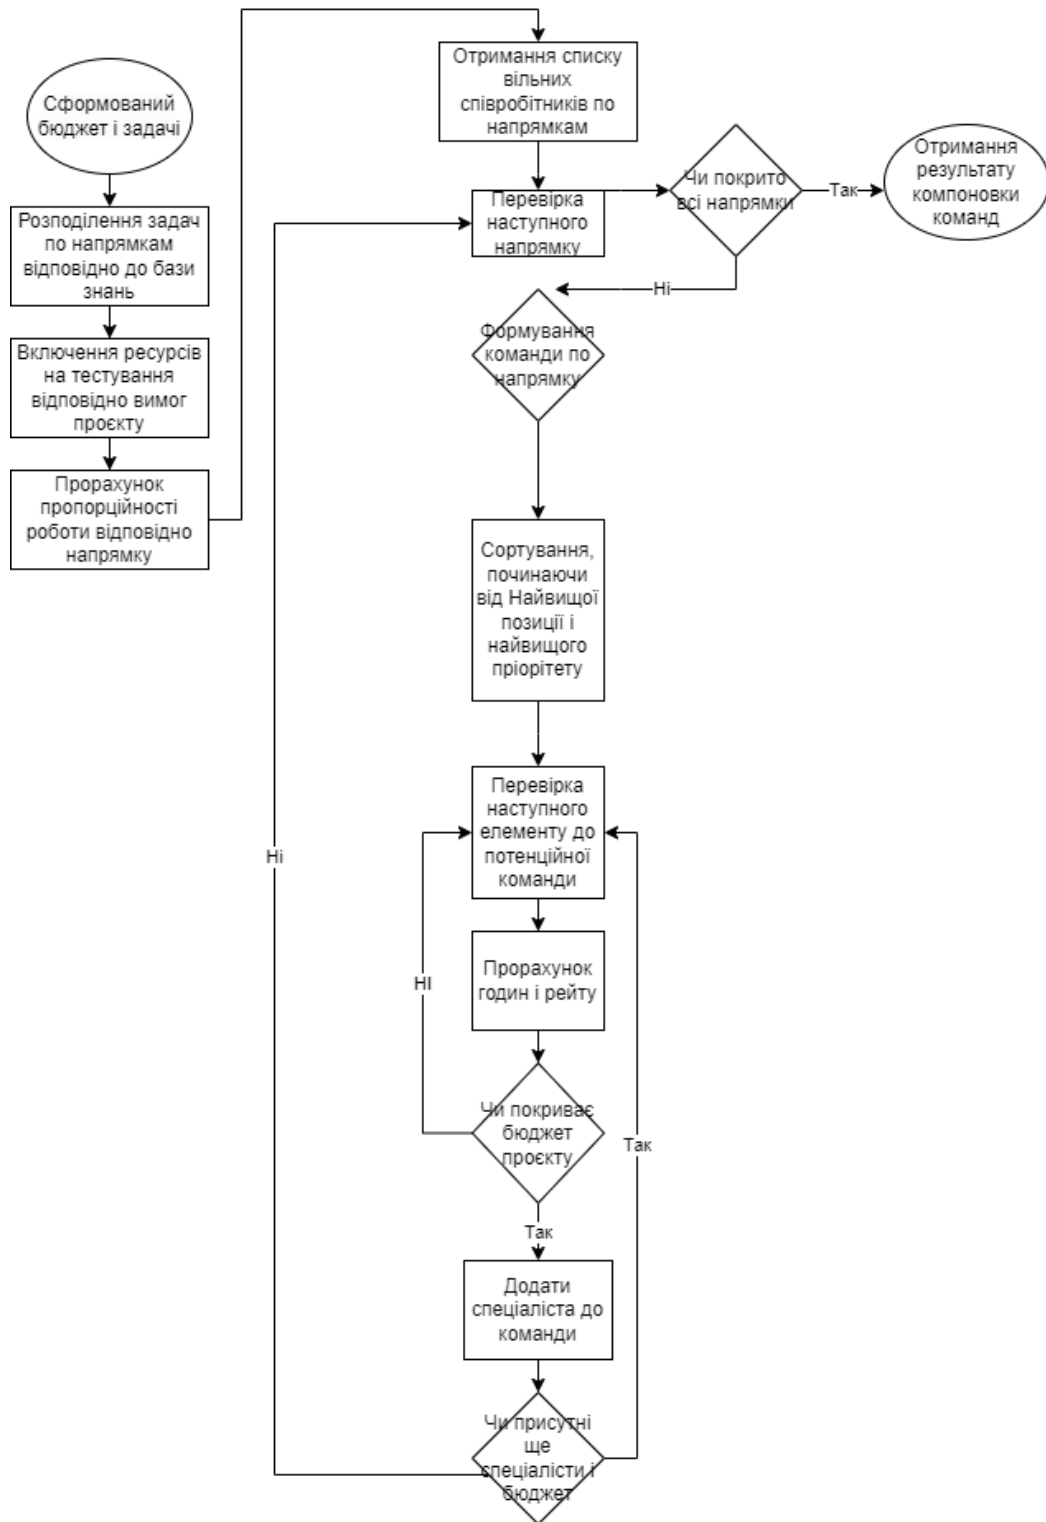 Сформований
бюджет і задачі
Розподілення задач
по напрямкам
відповідно до бази
знань
Включення ресурсів
на тестування
відповідно вимог
проєкту
Прорахунок
пропорційності
роботи відповідно
напрямку
Отримання списку
вільних
співробітників по
напрямкам
Перевірка
наступного
напрямку
Чи покрито
всі напрямки
Так
Отримання
результату
компоновки
команд
Ні
Формування
команди по
напрямку
Сортування,
починаючи
від Найвищої
позиції і
найвищого
пріорітету
Перевірка
наступного
елементу до
потенційної
команди
Ні
Прорахунок
годин і рейту
НІ
Чи покриває
бюджет
проєкту
Так
Так
Додати
спеціаліста до
команди
Чи присутні
ще
спеціалісти і
бюджет